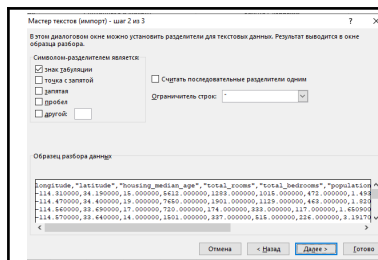 Мастер текстов (импорт) - шаг 2 из 3
? ×
В этом диалоговом окне можно установить разделители для текстовых данных. Результат выводится в окне
образца разбора.
Символом-разделителем является:
знак табуляции
точка с запятой
запятая
пробел
другой:
Считать последовательные разделители одним
Ограничитель строк: "
Образец разбора данных
longitude,"latitude","housing_median_age","total_rooms","total_bedrooms","population
-114.310000,34.190000,15.000000,5612.000000,1283.000000,1015.000000,472.000000,1.493
-114.470000,34.400000,19.000000,7650.000000,1901.000000,1129.000000,463.000000,1.820
-114.560000,33.690000,17.000000,720.000000,174.000000,333.000000,117.000000,1.650900
-114.570000,33.640000,14.000000,1501.000000,337.000000,515.000000,226.000000,3.19170
Отмена
< Назад
Далее >
Готово